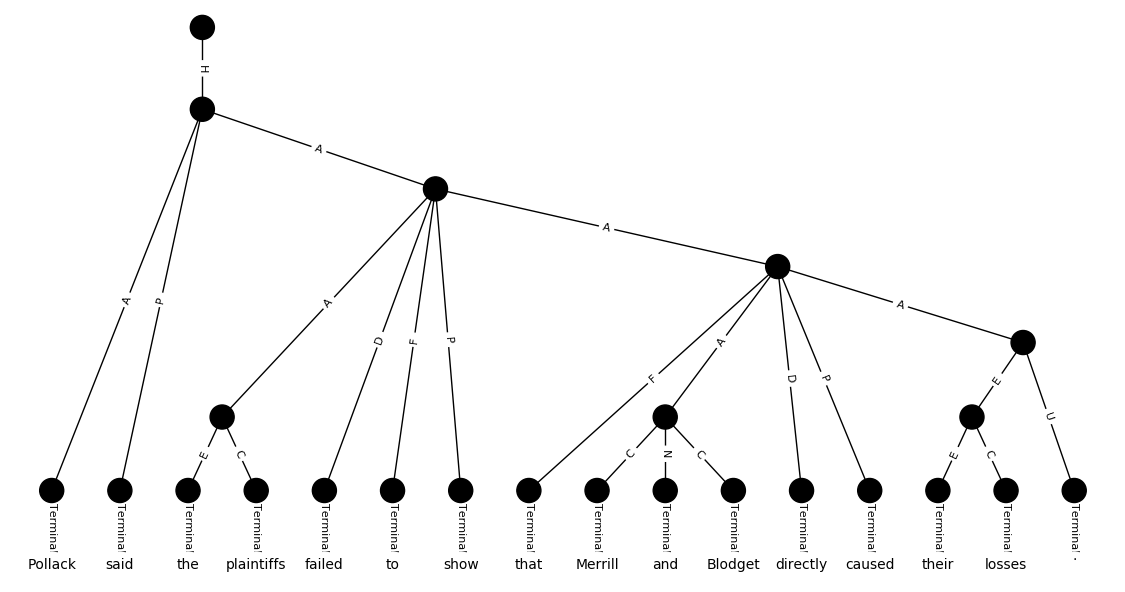 H
A
A
A
P
A
A
D
F
P
F
A
D
P
E
U
E
C
C
N
C
E
C
Terminal Terminal Terminal Terminal Terminal Terminal Terminal Terminal Terminal Terminal Terminal Terminal Terminal Terminal Terminal Terminal
Pollack said the plaintiffs failed to show that Merrill and Blodget directly caused their losses .